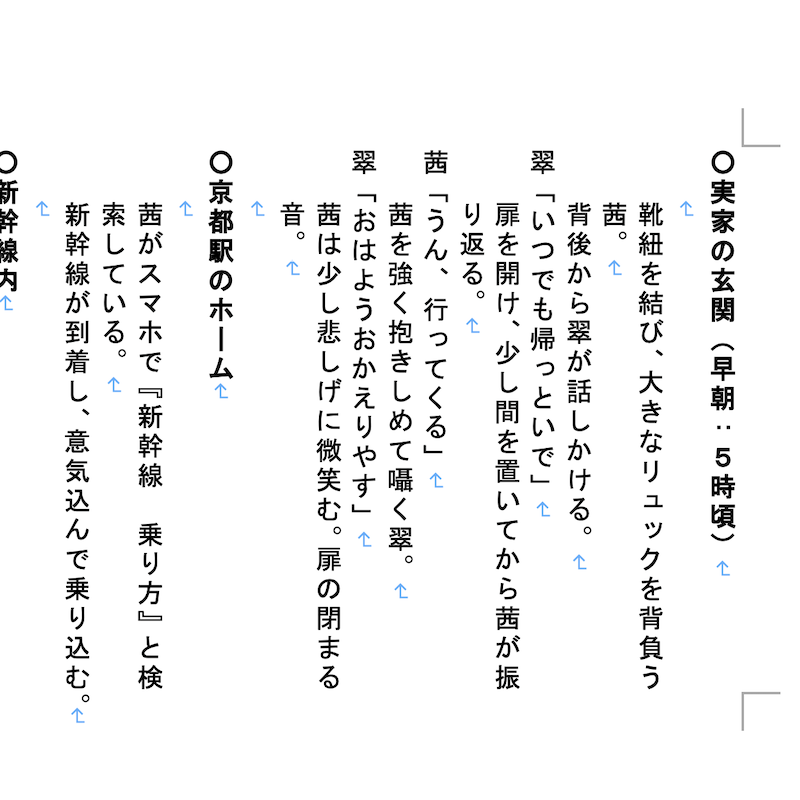 〇実家の玄関（早朝：５時頃）
靴紐を結び、大きなリュックを背負う
茜。
背後から翠が話しかける。
翠「いつでも帰っといで」
扉を開け、少し間を置いてから茜が振
り返る。
茜「うん、行ってくる」
茜を強く抱きしめて囁く翠。
翠「おはようおかえりやす」
茜は少し悲しげに微笑む。扉の閉まる
音。
〇京都駅のホーム
茜がスマホで『新幹線　乗り方』と検
索している。
新幹線が到着し、意気込んで乗り込む。
〇新幹線内